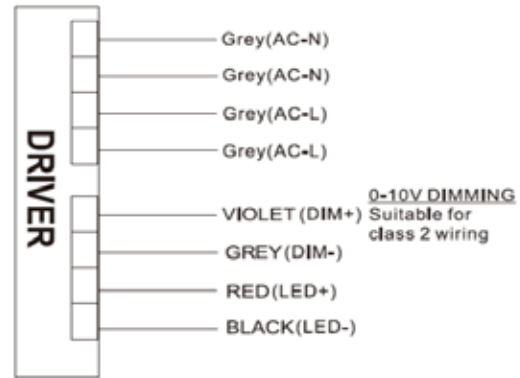 DRIVER
Grey(AC-N)
Grey(AC-N)
Grey(AC-L)
Grey(AC-L)
VIOLET(DIM+)
GREY(DIM-)
RED(LED+)
BLACK(LED-)
0-10V DIMMING
Suitable for
class 2 wiring